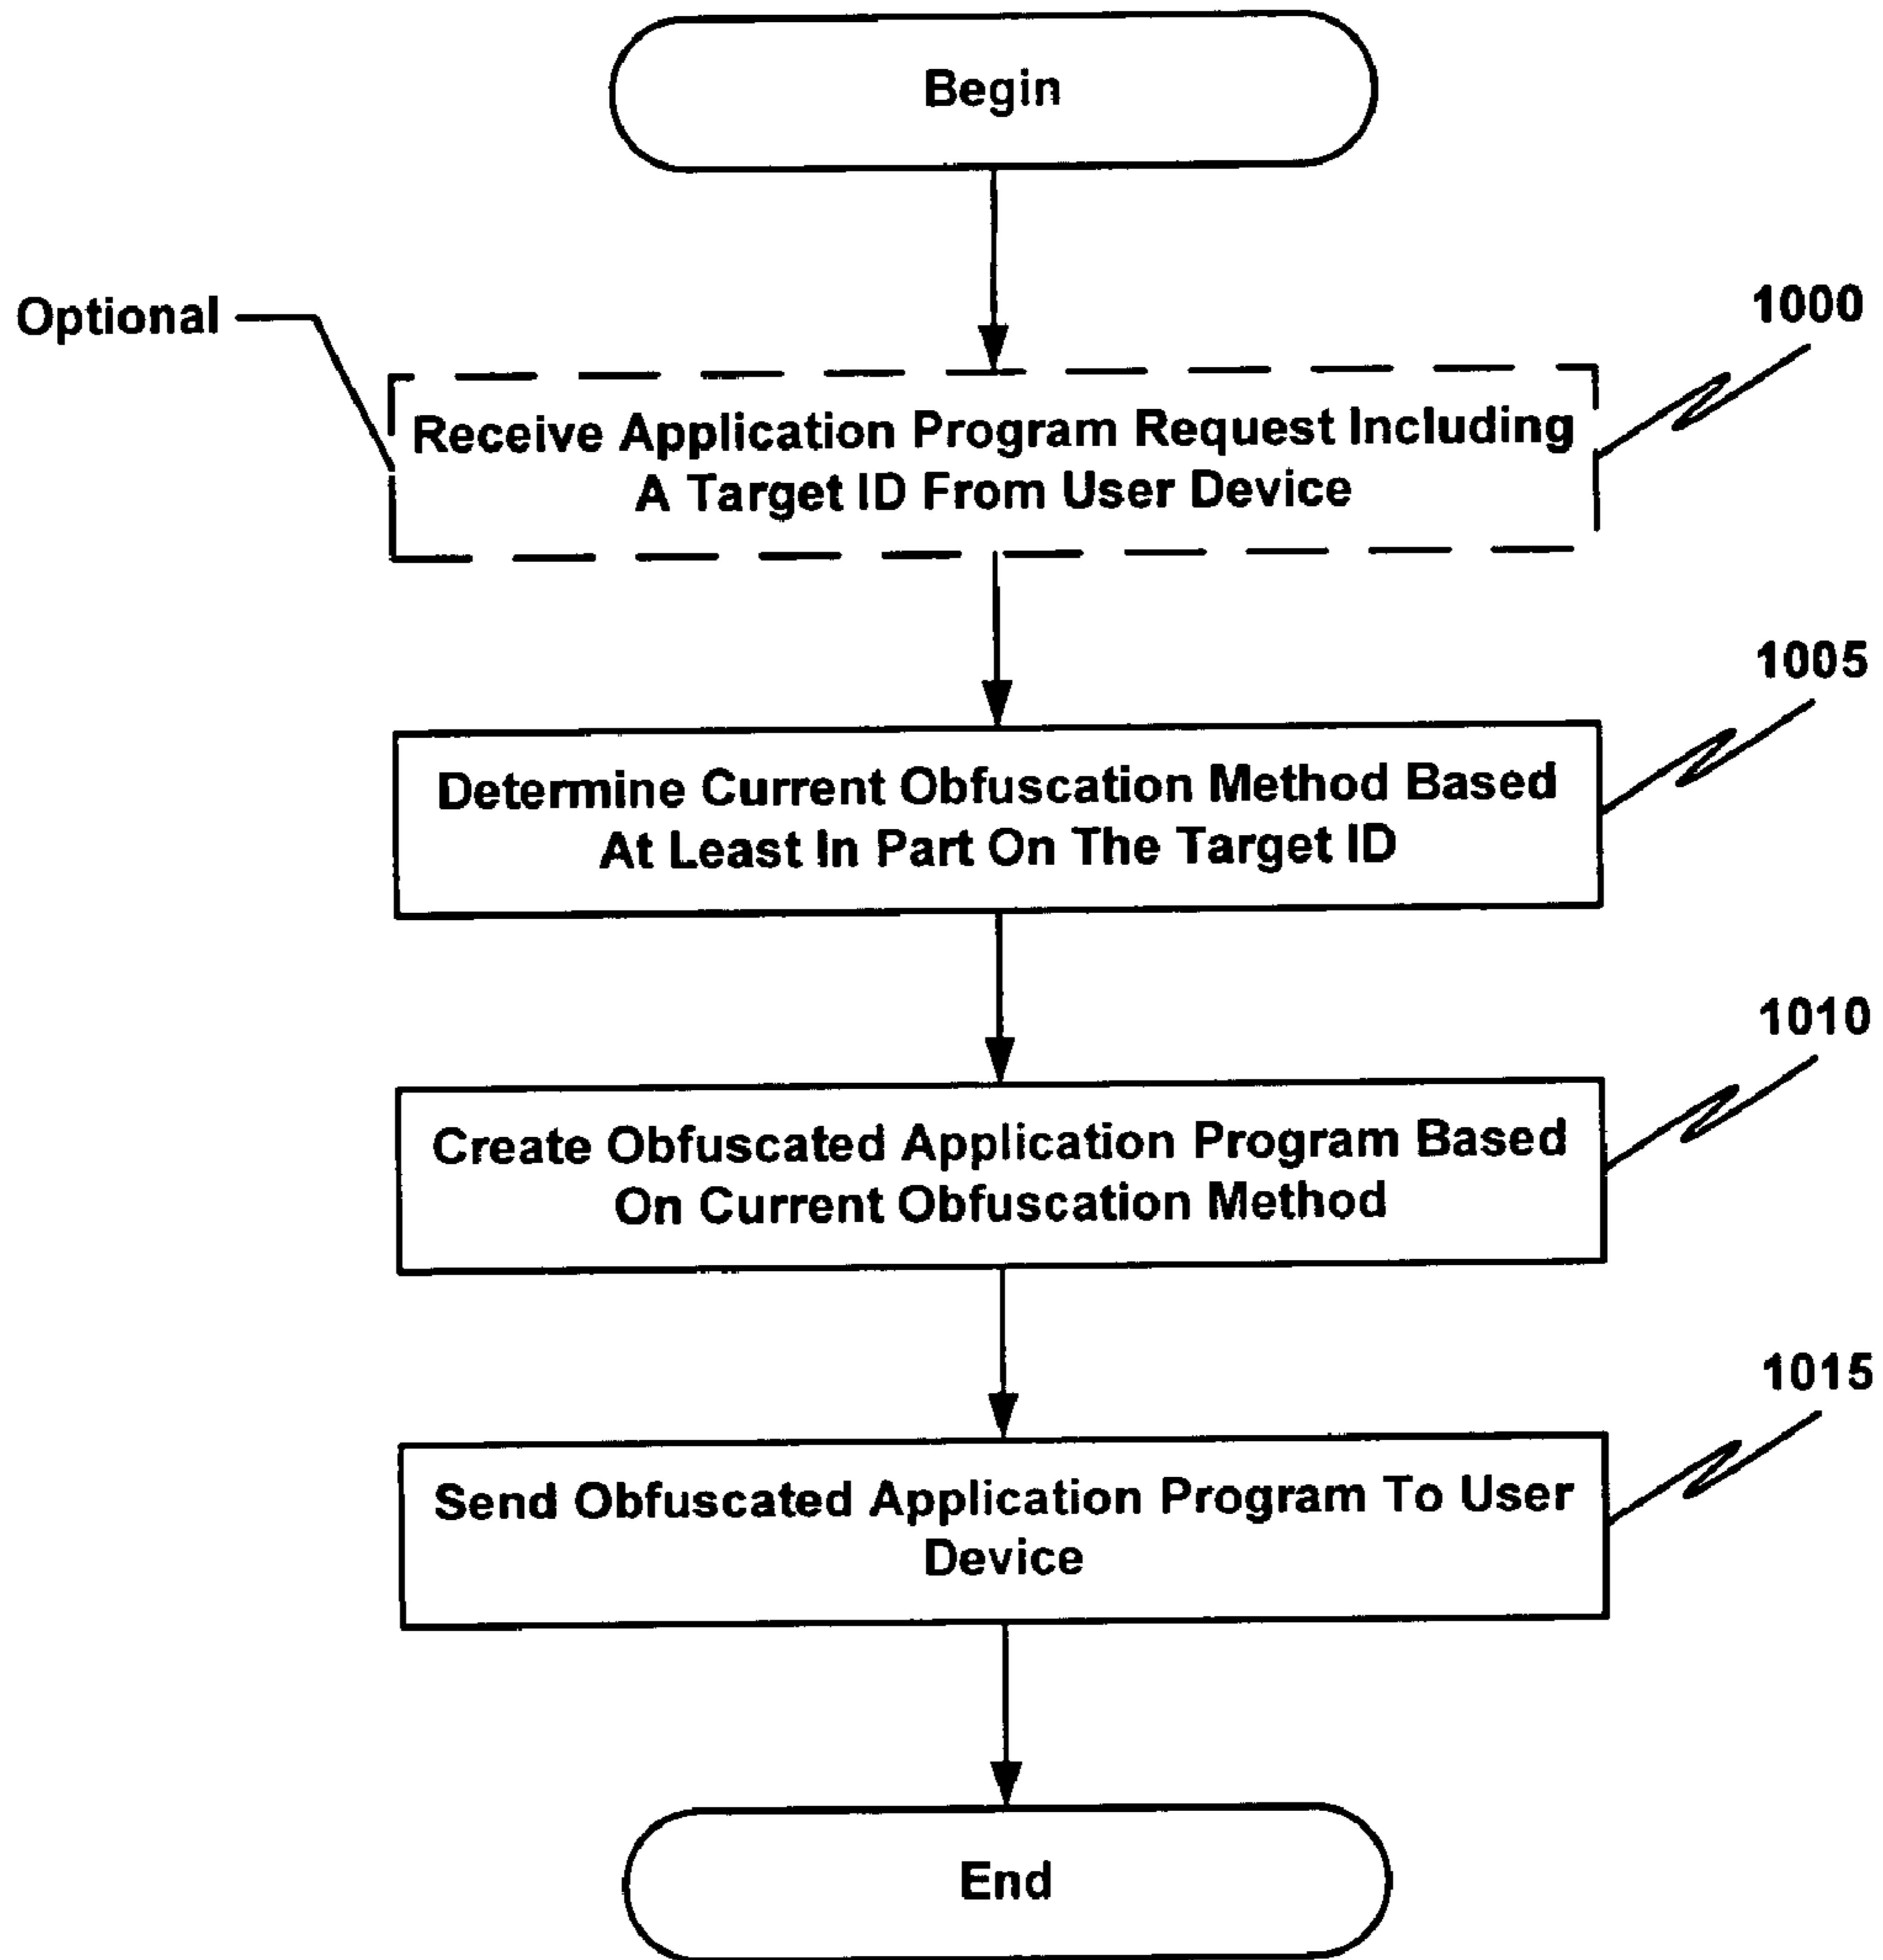 Begin
Optional
1000
Receive Application Program Request Including
A Target ID From User Device
1005
Determine Current Obfuscation Method Based
At Least In Part On The Target ID
1010
Create Obfuscated Application Program Based
On Current Obfuscation Method
1015
Send Obfuscated Application Program To User
Device
End